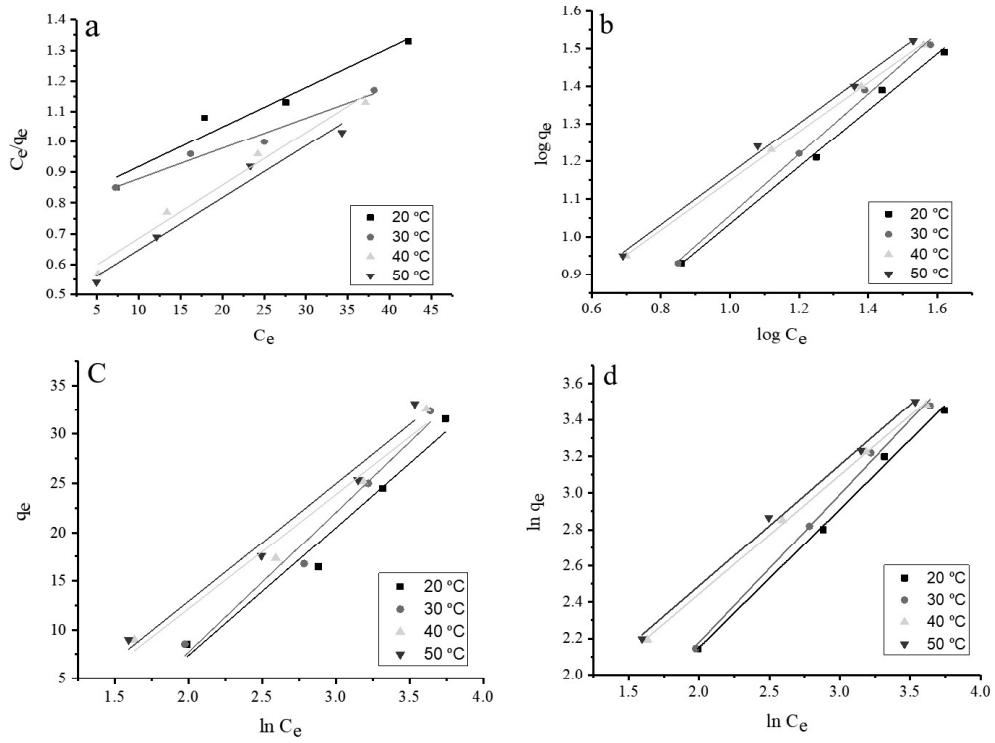 a
1.4
1.3
1.2
1.1
1.0
0.9
0.8
0.7
0.6
0.5
Ce/qe
5 10 15 20 25 30 35 40 45
Ce
20 ºC
30 ºC
40 ºC
50 ºC
b
1.6
1.5
1.4
1.3
1.2
1.1
1.0
0.9
log qe
0.6 0.8 1.0 1.2 1.4 1.6
log Ce
20 ºC
30 ºC
40 ºC
50 ºC
C
35
30
25
20
15
10
5
qe
1.5 2.0 2.5 3.0 3.5 4.0
ln Ce
20 ºC
30 ºC
40 ºC
50 ºC
d
3.6
3.4
3.2
3.0
2.8
2.6
2.4
2.2
2.0
ln qe
1.5 2.0 2.5 3.0 3.5 4.0
ln Ce
20 ºC
30 ºC
40 ºC
50 ºC